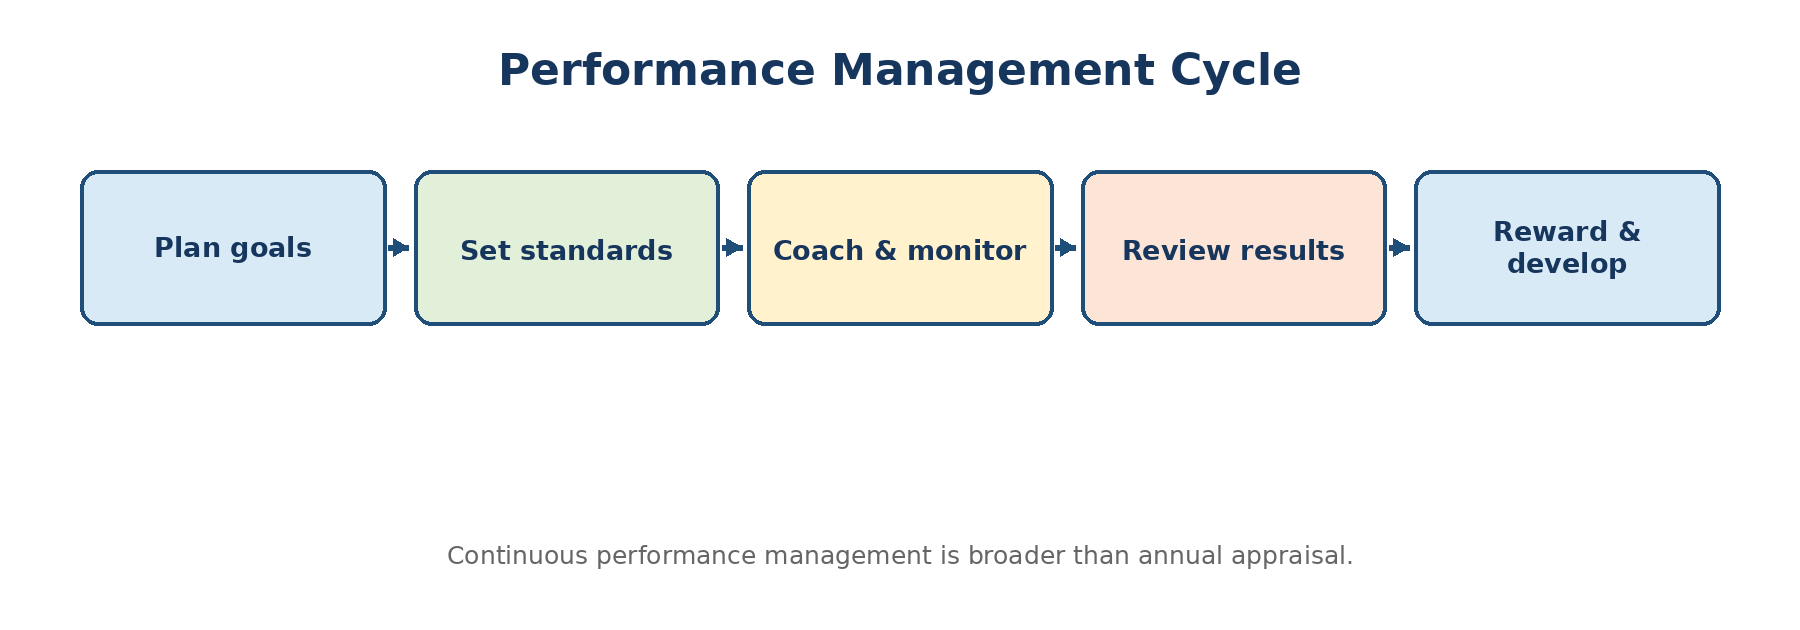 Performance Management Cycle
Plan goals
Set standards
Coach & monitor
Review results
Reward &
develop
Continuous performance management is broader than annual appraisal.